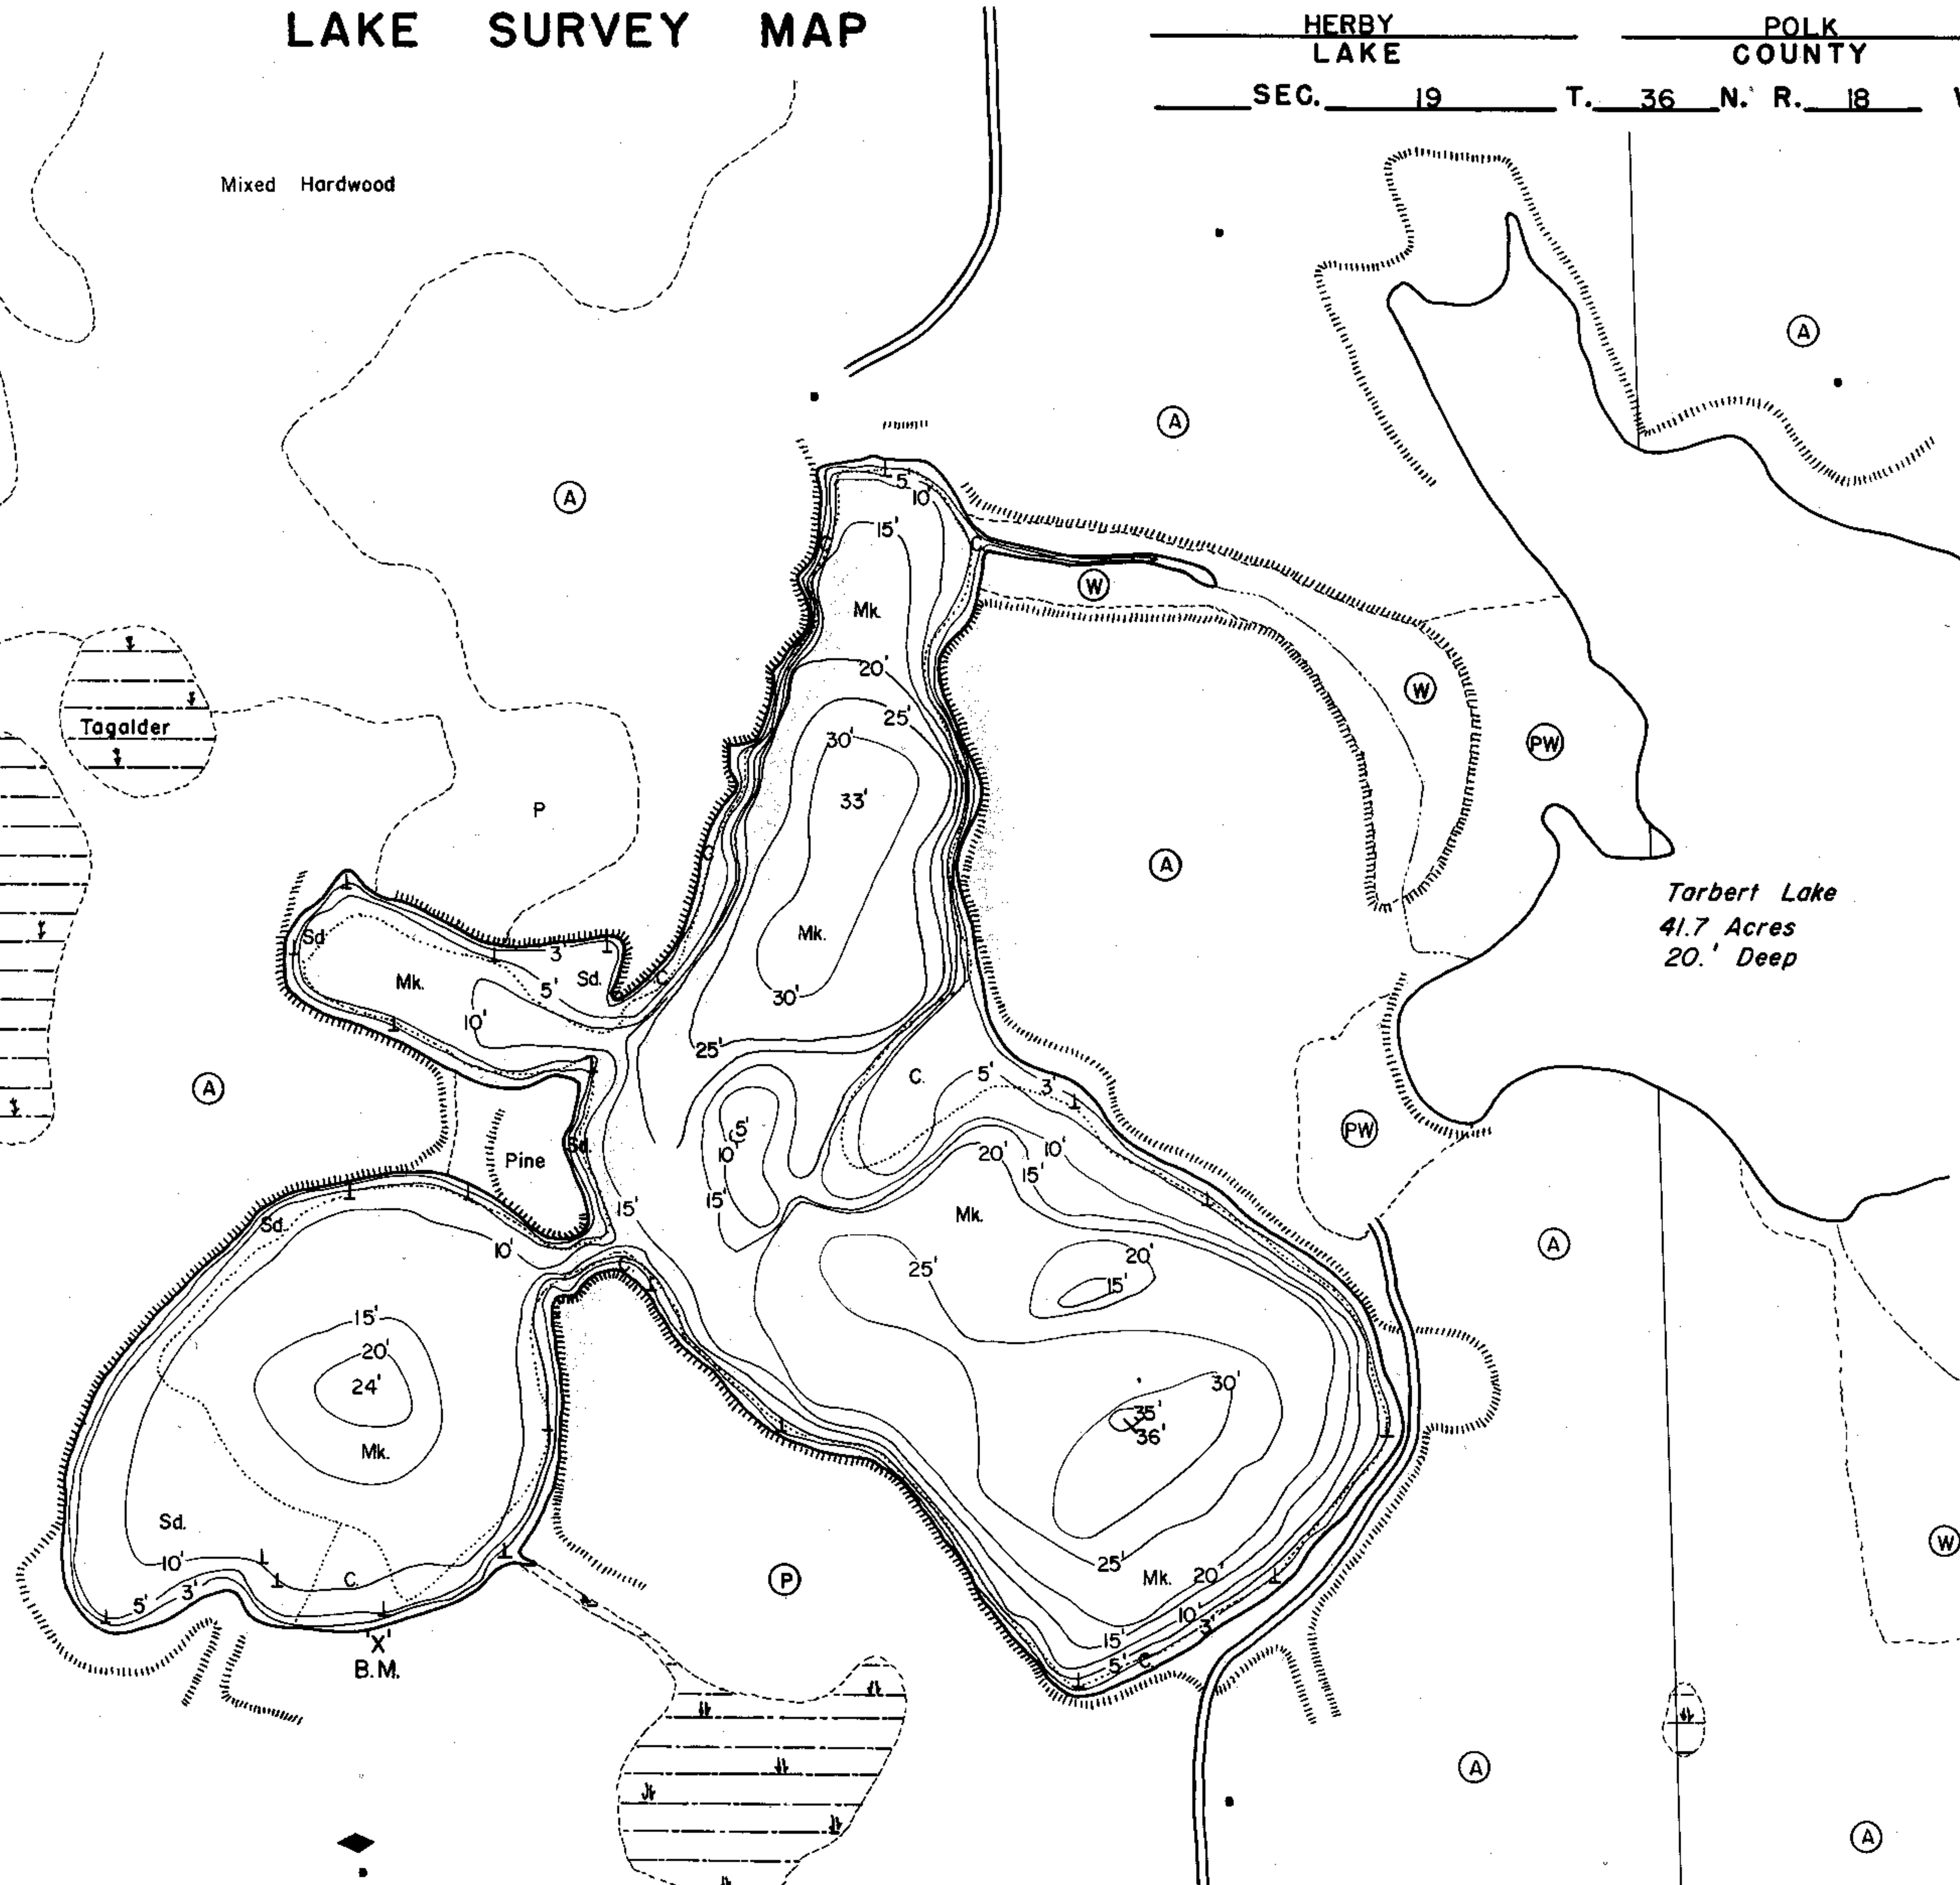 LAKE SURVEY MAP
HERBY
LAKE
POLK
COUNTY
SEC. 19 T. 36 N. R. 18
Mixed Hardwood
A
A
A
5'
10'
15'
Mk.
W
20'
Tagalder
25'
W
30'
PW
33'
P
A
Tarbert Lake
41.7 Acres
20.' Deep
Sd
Mk.
3'
Sd.
C.
5'
Mk.
30'
10'
25'
A
C.
5'
3'
PW
5'
10'
Pine
Sd.
20'
10'
15'
15'
15'
Mk.
Sd.
10'
A
25'
20'
15'
15'
20'
24'
30'
35'
36'
Mk.
Sd.
W
10'
C.
P
25'
Mk.
20'
5'
3'
10'
3'
15'
5'
C.
'X'
B.M.
A
A